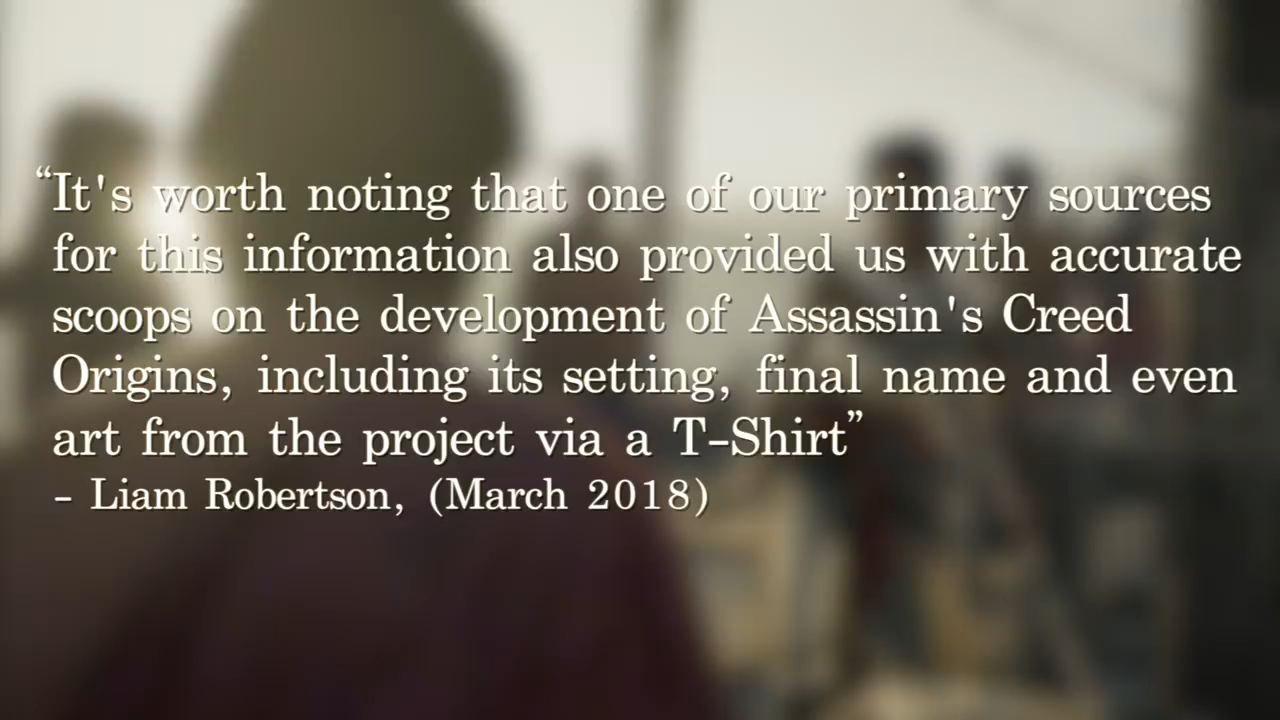 “It's worth noting that one of our primary sources
for this information also provided us with accurate
scoops on the development of Assassin's Creed
Origins, including its setting, final name and even
art from the project via a T-Shirt”
- Liam Robertson, (March 2018)